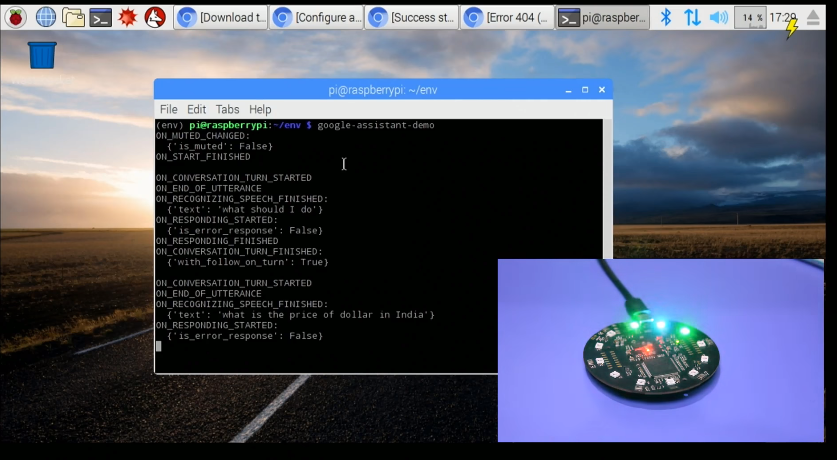 [Download t...
[Configure a...
[Success st...
[Error 404 (...
pi@raspber...
14 %
17:29
pi@raspberrypi: ~/env
File Edit Tabs Help
(env) pi@raspberrypi:~/env $ google-assistant-demo
ON_MUTED_CHANGED:
{'is_muted': False}
ON_START_FINISHED
ON_CONVERSATION_TURN_STARTED
ON_END_OF_UTTERANCE
ON_RECOGNIZING_SPEECH_FINISHED:
{'text': 'what should I do'}
ON_RESPONDING_STARTED:
{'is_error_response': False}
ON_RESPONDING_FINISHED
ON_CONVERSATION_TURN_FINISHED:
{'with_follow_on_turn': True}
ON_CONVERSATION_TURN_STARTED
ON_END_OF_UTTERANCE
ON_RECOGNIZING_SPEECH_FINISHED:
{'text': 'what is the price of dollar in India'}
ON_RESPONDING_STARTED:
{'is_error_response': False}